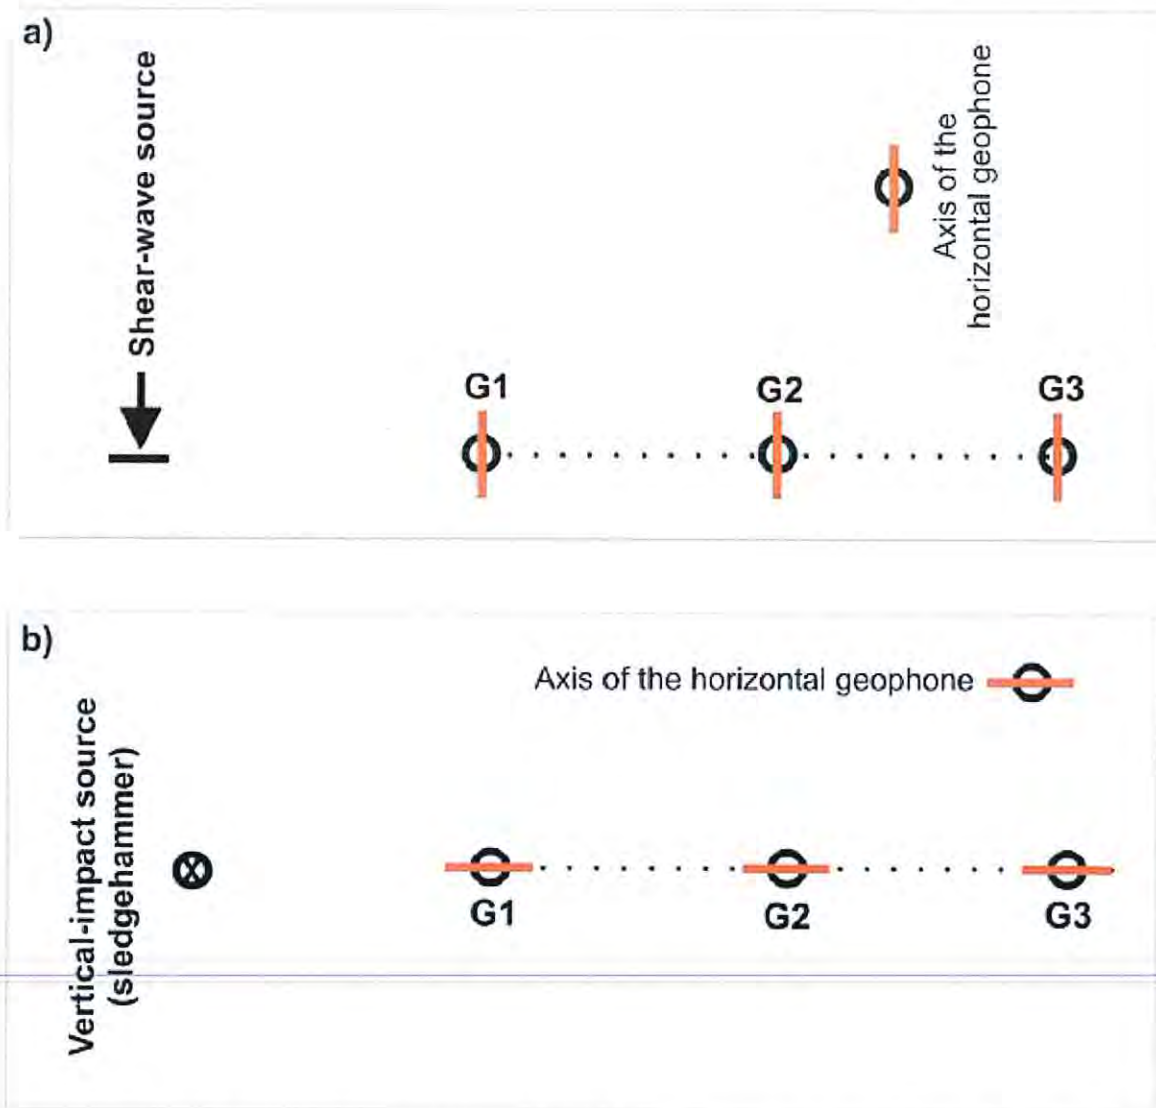 a)
Shear-wave source
Axis of the
horizontal geophone
G1
G2
G3
b)
Axis of the horizontal geophone
Vertical-impact source
(sledgehammer)
G1
G2
G3